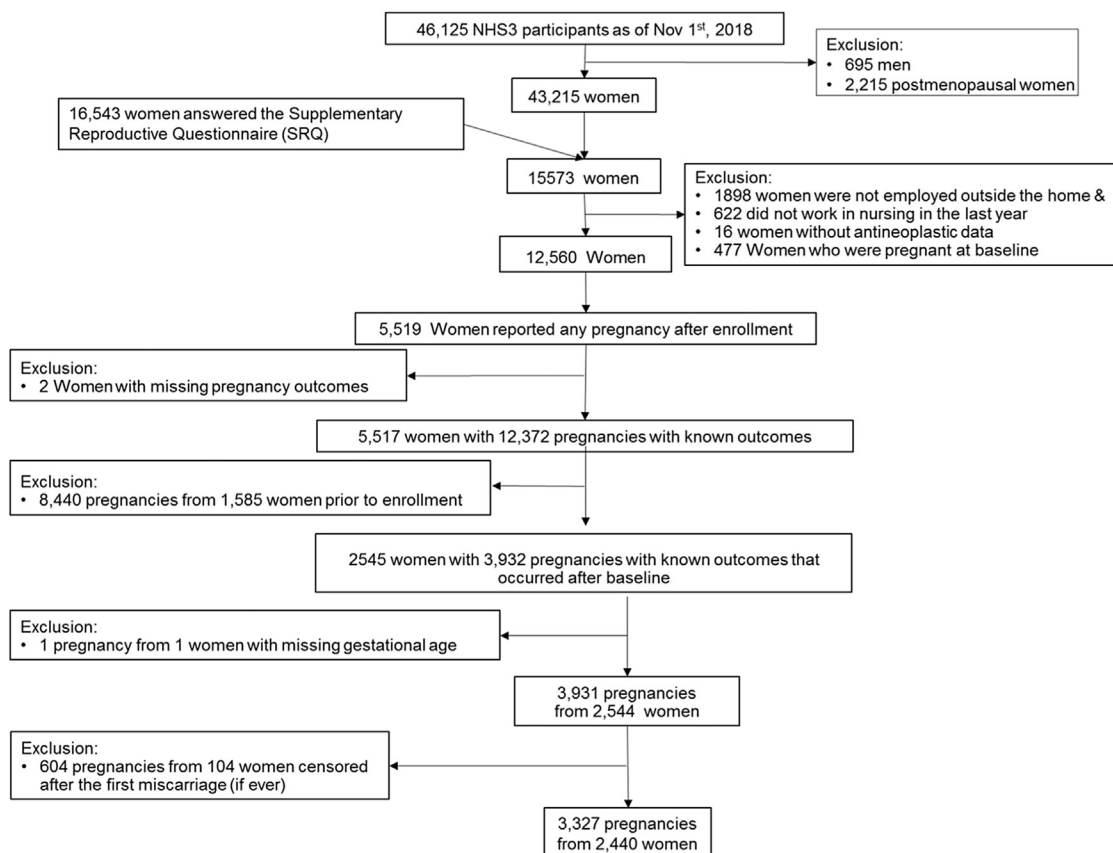 46,125 NHS3 participants as of Nov 1st, 2018
Exclusion:
• 695 men
• 2,215 postmenopausal women
43,215 women
16,543 women answered the Supplementary
Reproductive Questionnaire (SRQ)
15573 women
Exclusion:
• 1898 women were not employed outside the home &
• 622 did not work in nursing in the last year
• 16 women without antineoplastic data
• 477 Women who were pregnant at baseline
12,560 Women
5,519 Women reported any pregnancy after enrollment
Exclusion:
• 2 Women with missing pregnancy outcomes
5,517 women with 12,372 pregnancies with known outcomes
Exclusion:
• 8,440 pregnancies from 1,585 women prior to enrollment
2545 women with 3,932 pregnancies with known outcomes that
occurred after baseline
Exclusion:
• 1 pregnancy from 1 women with missing gestational age
3,931 pregnancies
from 2,544 women
Exclusion:
• 604 pregnancies from 104 women censored
after the first miscarriage (if ever)
3,327 pregnancies
from 2,440 women